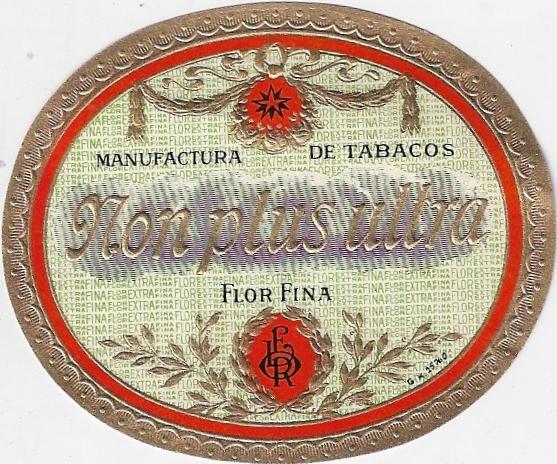 MANUFACTURA DE TABACOS
Non plus ultra
FLOR FINA